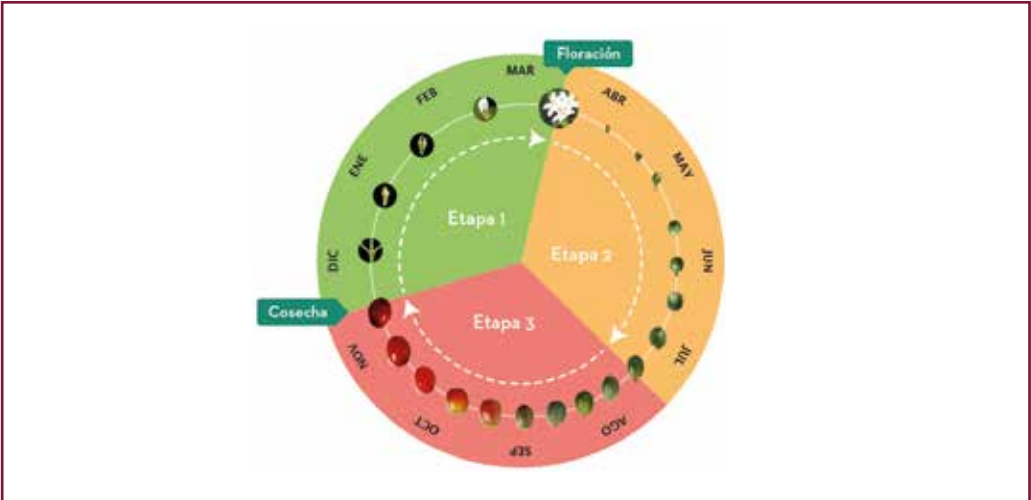 Floración
MAR
ABR
FEB
MAY
ENE
Etapa 1
Etapa 2
DIC
JUN
Cosecha
Etapa 3
NOV
JUL
OCT
AGO
SEP